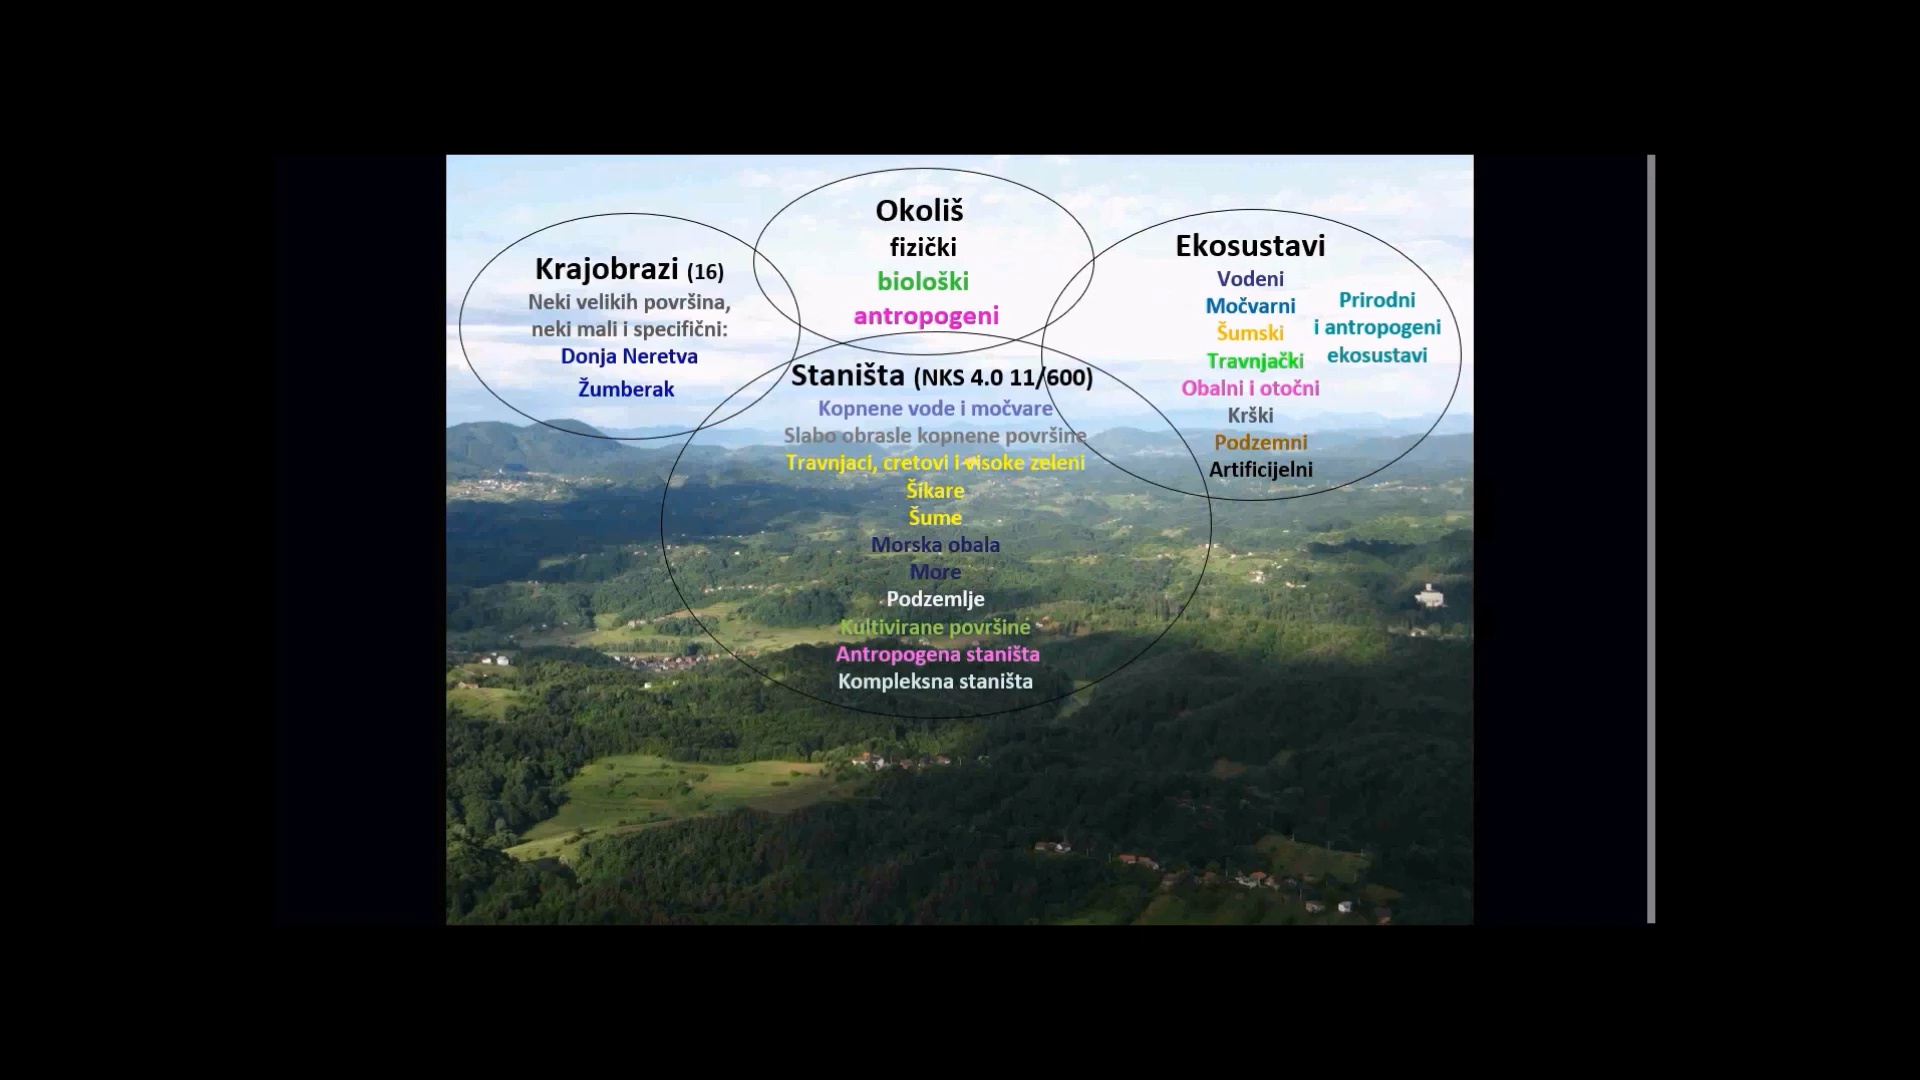 Okoliš
fizički
biološki
antropogeni
Krajobrazi (16)
Neki velikih površina,
neki mali i specifični:
Donja Neretva
Žumberak
Ekosustavi
Vodeni
Močvarni
Šumski
Travnjački
Obalni i otočni
Krški
Podzemni
Artificijelni
Prirodni
i antropogeni
ekosustavi
Staništa (NKS 4.0 11/600)
Kopnene vode i močvare
Slabo obrasle kopnene površine
Travnjaci, cretovi i visoke zeleni
Šikare
Šume
Morska obala
More
Podzemlje
Kultivirane površine
Antropogena staništa
Kompleksna staništa